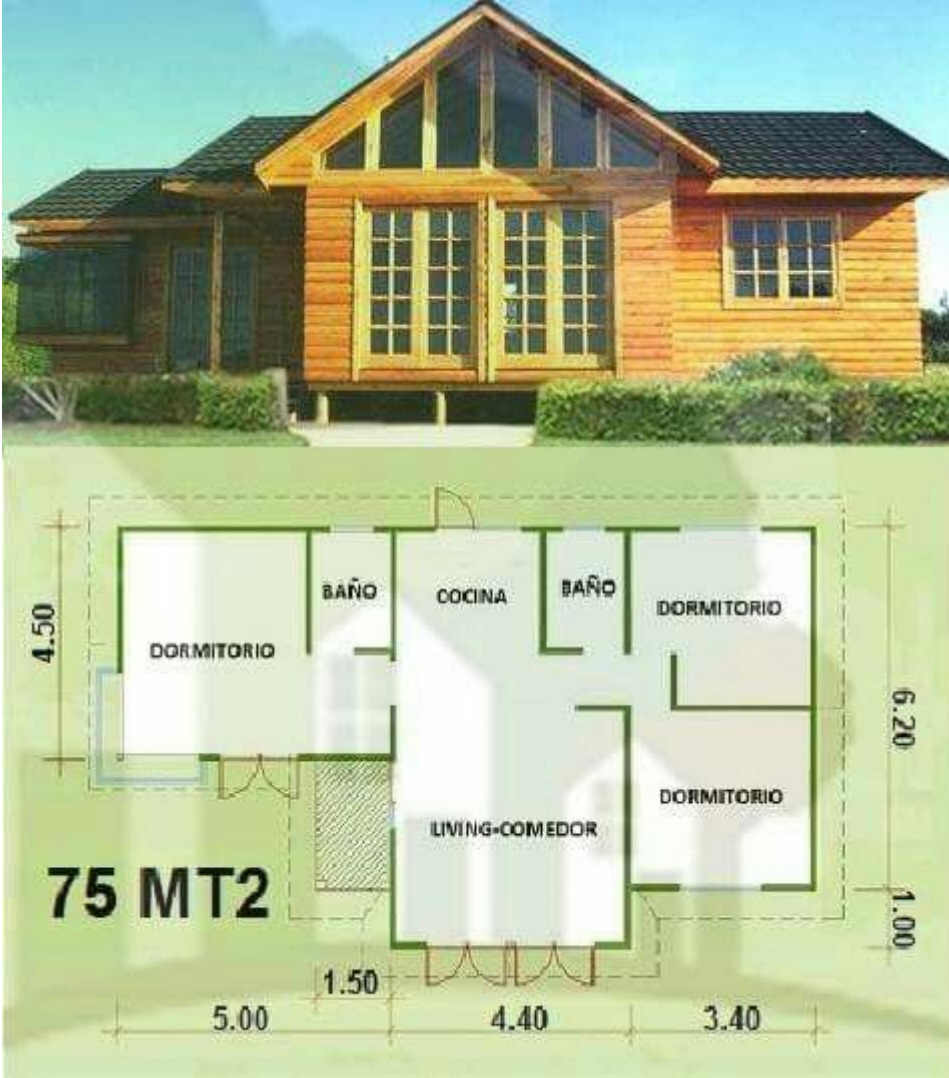 BAÑO
COCINA
BAÑO
DORMITORIO
DORMITORIO
4.50
6.20
DORMITORIO
LIVING-COMEDOR
75 MT2
1.00
1.50
5.00
4.40
3.40